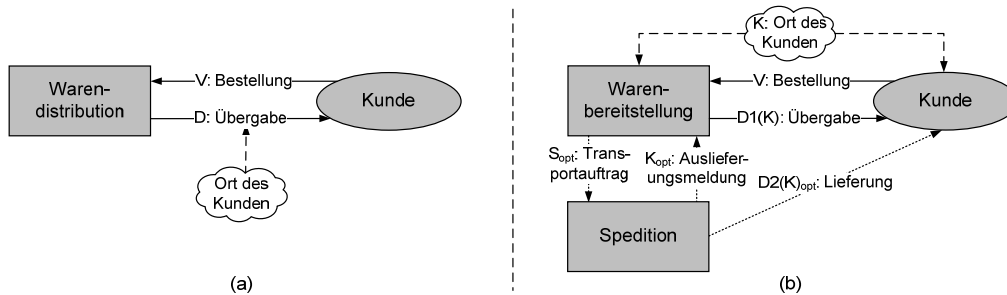 Waren-
distribution
V: Bestellung
D: Übergabe
Kunde
Ort des
Kunden
(a)
K: Ort des
Kunden
Waren-
bereitstellung
V: Bestellung
D1(K): Übergabe
Kunde
Sopt: Trans-
portauftrag
Kopt: Ausliefer-
ungsmeldung
D2(K)opt: Lieferung
Spedition
(b)